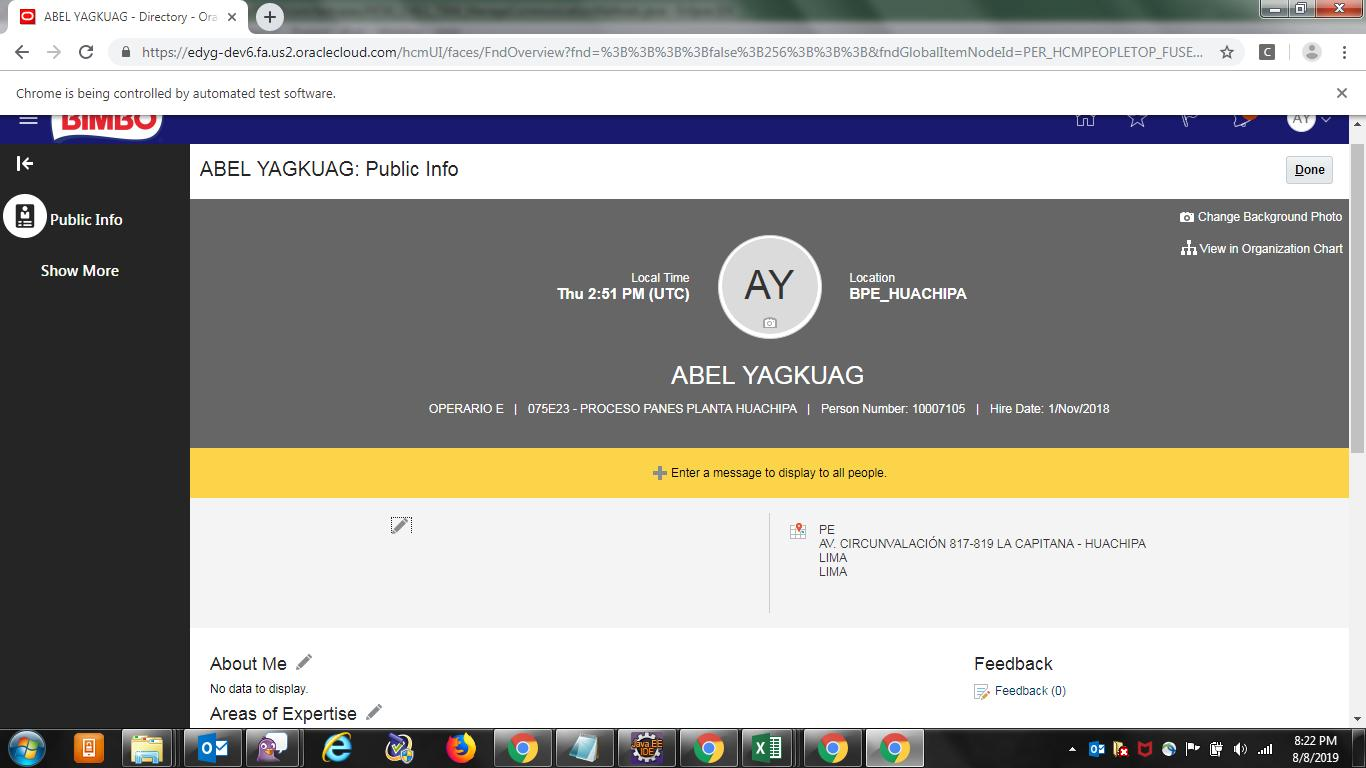 ABEL YAGKUAG - Directory - Ora
https://edyg-dev6.fa.us2.oraclecloud.com/hcmUI/faces/FndOverview?fnd=%3B%3B%3B%3Bfalse%3B256%3B%3B%3B&fndGlobalItemNodeId=PER_HCMPEOPLETOP_FUSE...
C
Chrome is being controlled by automated test software.
BIMBO
AY
ABEL YAGKUAG: Public Info
Done
Public Info
Show More
Change Background Photo
View in Organization Chart
Local Time
Thu 2:51 PM (UTC)
AY
Location
BPE_HUACHIPA
ABEL YAGKUAG
OPERARIO E | 075E23 - PROCESO PANES PLANTA HUACHIPA | Person Number: 10007105 | Hire Date: 1/Nov/2018
Enter a message to display to all people.
PE
AV. CIRCUNVALACIÓN 817-819 LA CAPITANA - HUACHIPA
LIMA
LIMA
About Me
No data to display.
Areas of Expertise
Feedback
Feedback (0)
Java EE
IDE
8:22 PM
8/8/2019